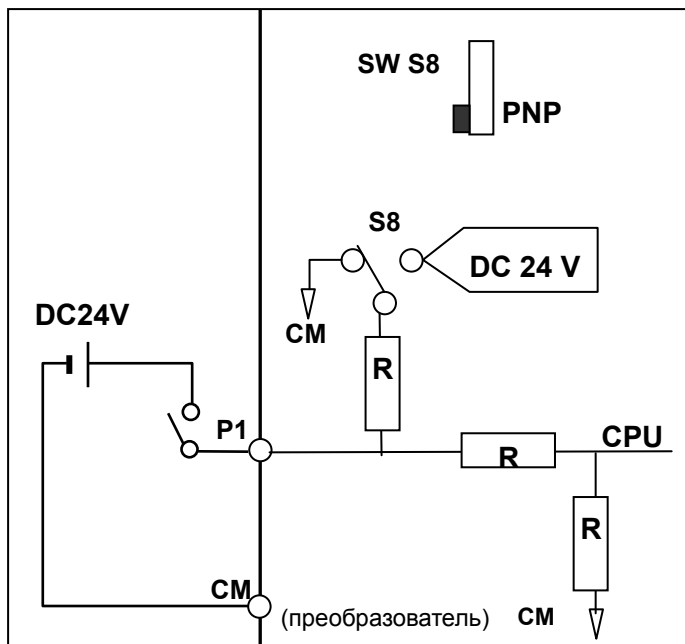 SW S8
PNP
S8
DC 24 V
CM
DC24V
R
P1
CPU
R
R
CM
(преобразователь)
CM